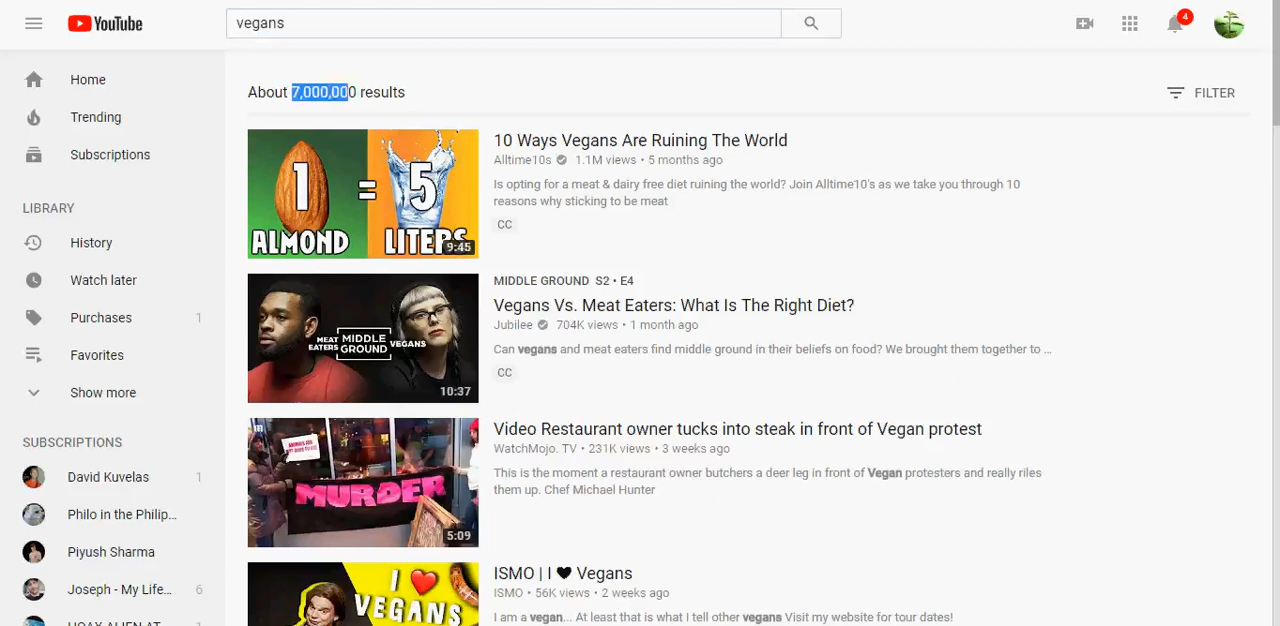 YouTube
vegans
4
Home
Trending
Subscriptions
LIBRARY
History
Watch later
Purchases 1
Favorites
Show more
SUBSCRIPTIONS
David Kuvelas 1
Philo in the Philip...
Piyush Sharma
Joseph - My Life... 6
HOAX ALIEN AT
About 7,000,000 results
FILTER
1 = 5
ALMOND LITERS
9:45
10 Ways Vegans Are Ruining The World
Alltime10s 1.1M views • 5 months ago
Is opting for a meat & dairy free diet ruining the world? Join Alltime10's as we take you through 10
reasons why sticking to be meat
CC
MEAT EATERS MIDDLE GROUND VEGANS
10:37
MIDDLE GROUND S2 • E4
Vegans Vs. Meat Eaters: What Is The Right Diet?
Jubilee 704K views • 1 month ago
Can vegans and meat eaters find middle ground in their beliefs on food? We brought them together to ...
CC
MURDER
5:09
Video Restaurant owner tucks into steak in front of Vegan protest
WatchMojo. TV • 231K views • 3 weeks ago
This is the moment a restaurant owner butchers a deer leg in front of Vegan protesters and really riles
them up. Chef Michael Hunter
I ❤
VEGANS
ISMO | I ♥ Vegans
ISMO • 56K views • 2 weeks ago
I am a vegan... At least that is what I tell other vegans Visit my website for tour dates!